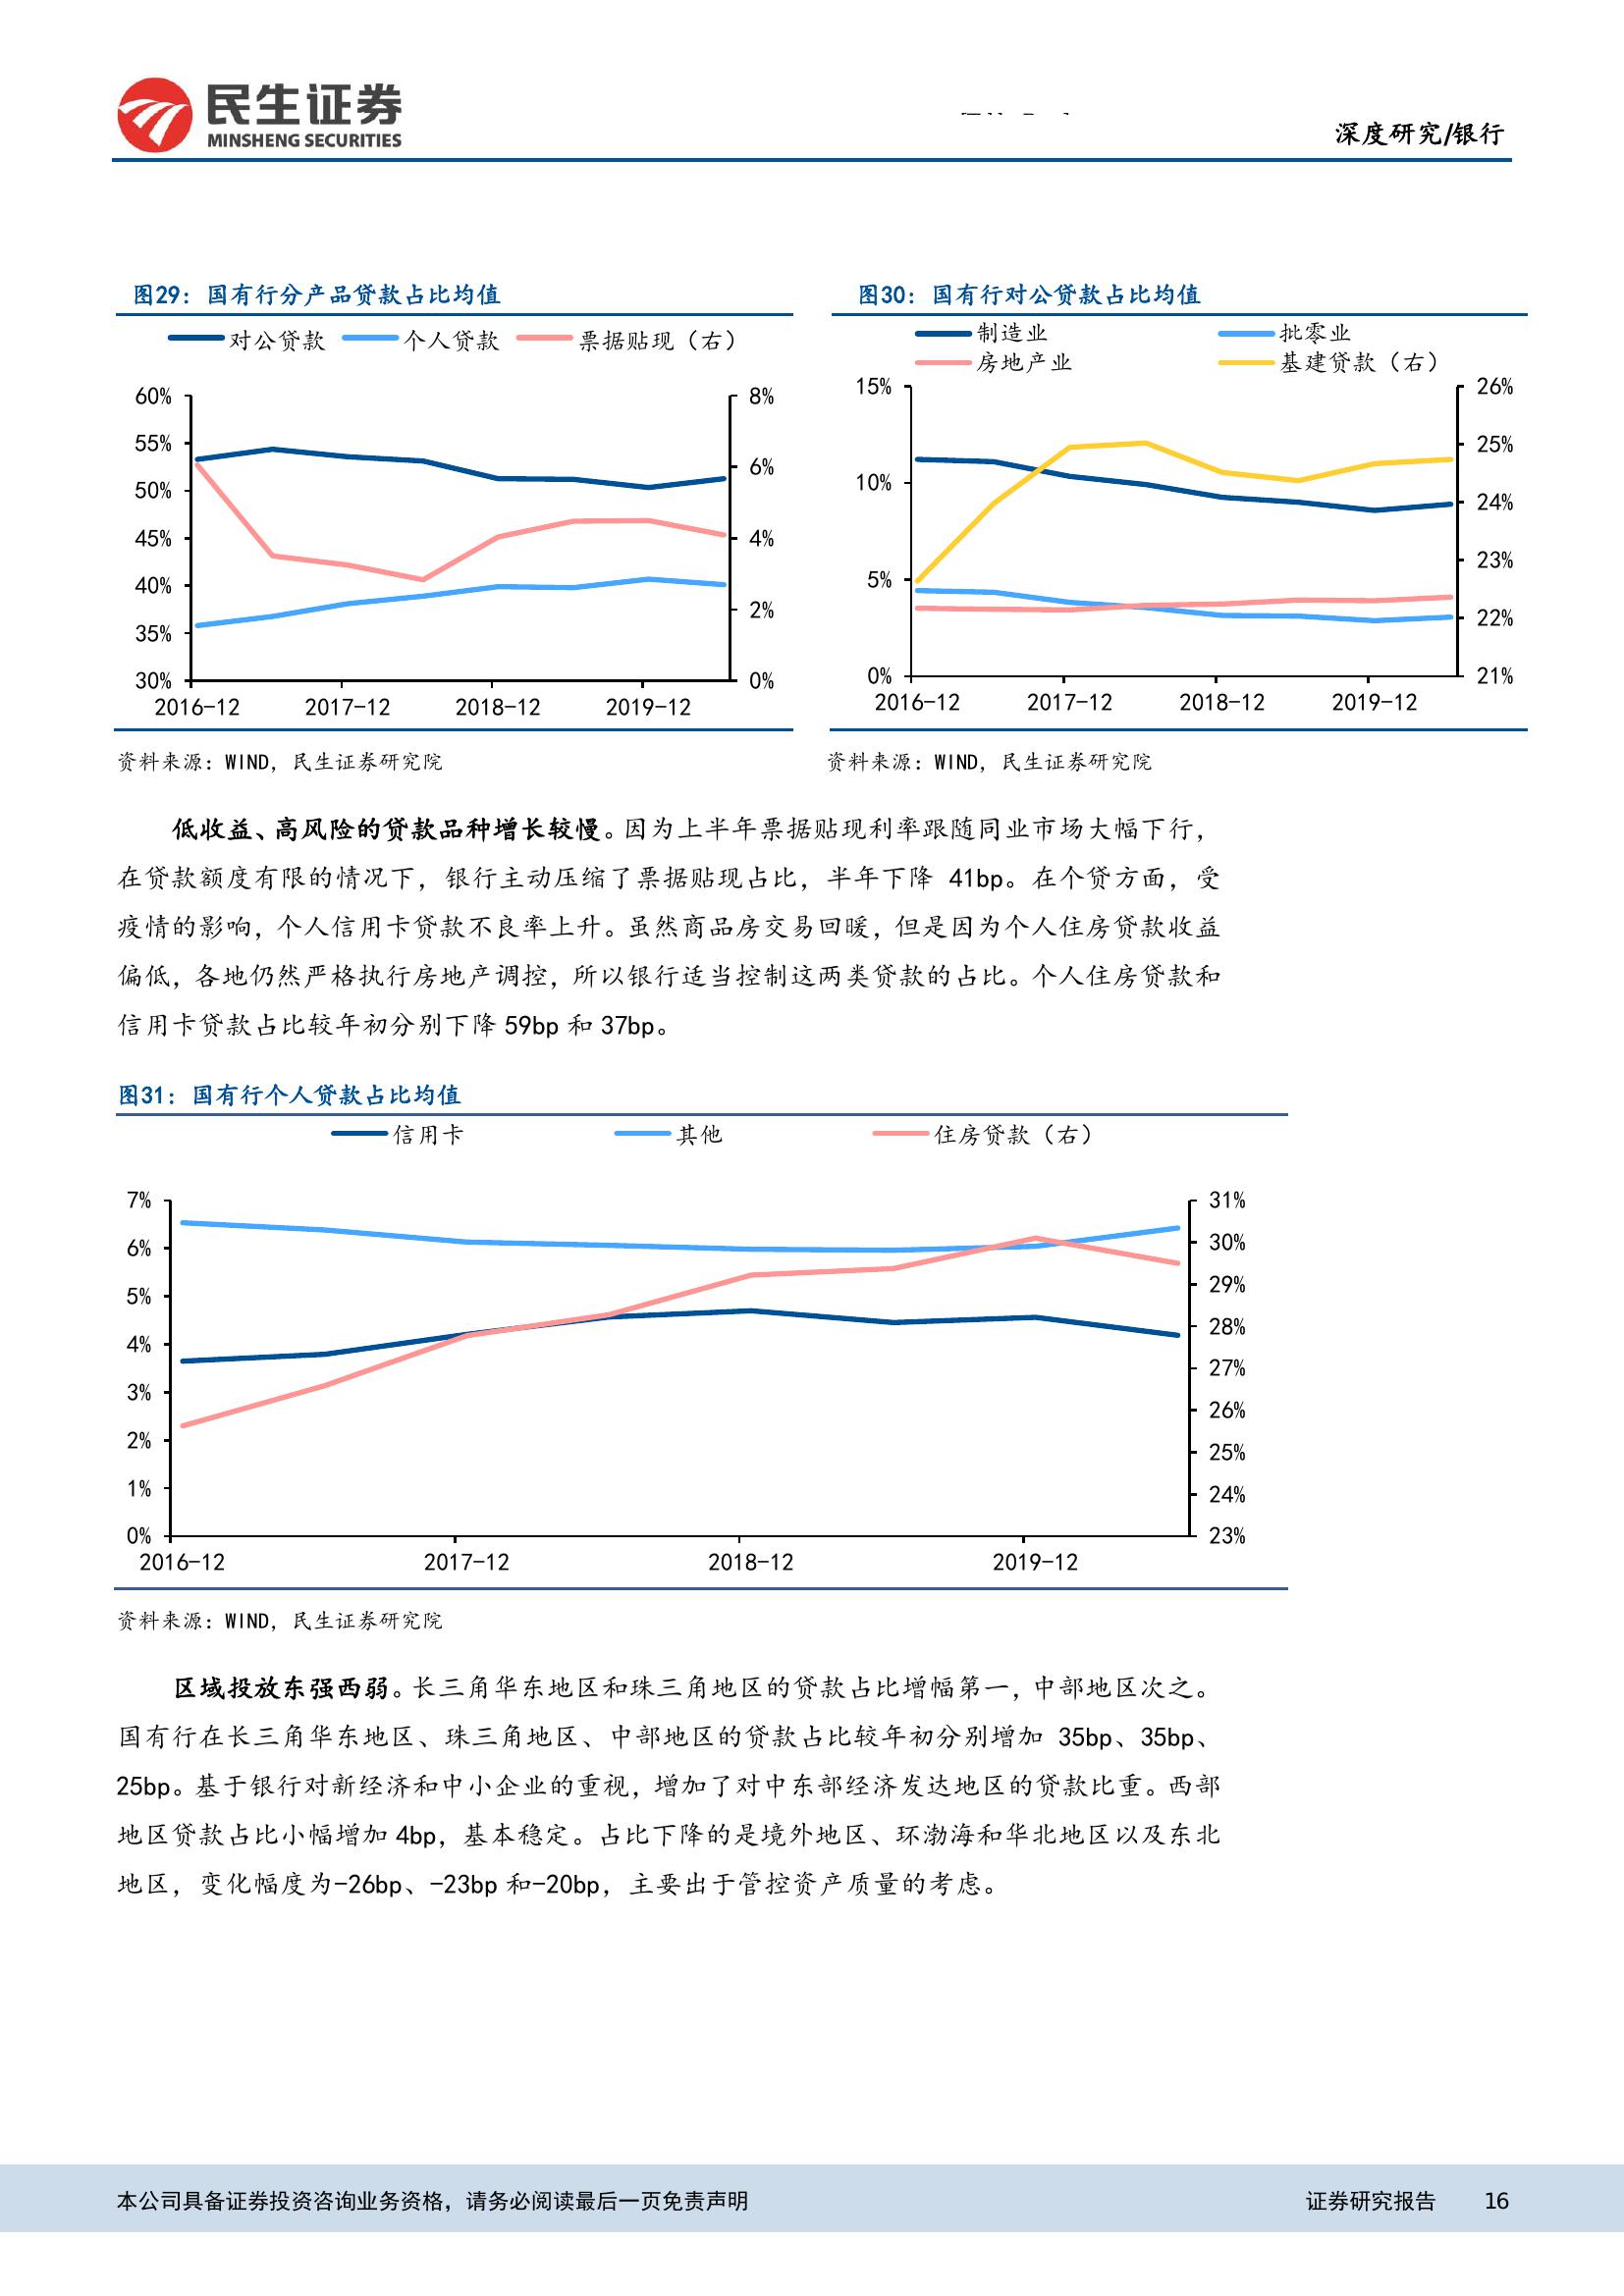 民生证券
MINSHENG SECURITIES
深度研究/银行
图29：国有行分产品贷款占比均值
对公贷款 个人贷款 票据贴现（右）
60% 8%
55%
50% 6%
45% 4%
40%
35% 2%
30% 0%
2016-12 2017-12 2018-12 2019-12
资料来源：WIND，民生证券研究院
图30：国有行对公贷款占比均值
制造业 批零业
房地产业 基建贷款（右）
15% 26%
25%
10% 24%
23%
5% 22%
0% 21%
2016-12 2017-12 2018-12 2019-12
资料来源：WIND，民生证券研究院
低收益、高风险的贷款品种增长较慢。因为上半年票据贴现利率跟随同业市场大幅下行，
在贷款额度有限的情况下，银行主动压缩了票据贴现占比，半年下降 41bp。在个贷方面，受
疫情的影响，个人信用卡贷款不良率上升。虽然商品房交易回暖，但是因为个人住房贷款收益
偏低，各地仍然严格执行房地产调控，所以银行适当控制这两类贷款的占比。个人住房贷款和
信用卡贷款占比较年初分别下降 59bp 和 37bp。
图31：国有行个人贷款占比均值
信用卡 其他 住房贷款（右）
7% 31%
6% 30%
5% 29%
4% 28%
3% 27%
2% 26%
1% 25%
0% 24%
23%
2016-12 2017-12 2018-12 2019-12
资料来源：WIND，民生证券研究院
区域投放东强西弱。长三角华东地区和珠三角地区的贷款占比增幅第一，中部地区次之。
国有行在长三角华东地区、珠三角地区、中部地区的贷款占比较年初分别增加 35bp、35bp、
25bp。基于银行对新经济和中小企业的重视，增加了对中东部经济发达地区的贷款比重。西部
地区贷款占比小幅增加 4bp，基本稳定。占比下降的是境外地区、环渤海和华北地区以及东北
地区，变化幅度为-26bp、-23bp 和-20bp，主要出于管控资产质量的考虑。
本公司具备证券投资咨询业务资格，请务必阅读最后一页免责声明 证券研究报告 16